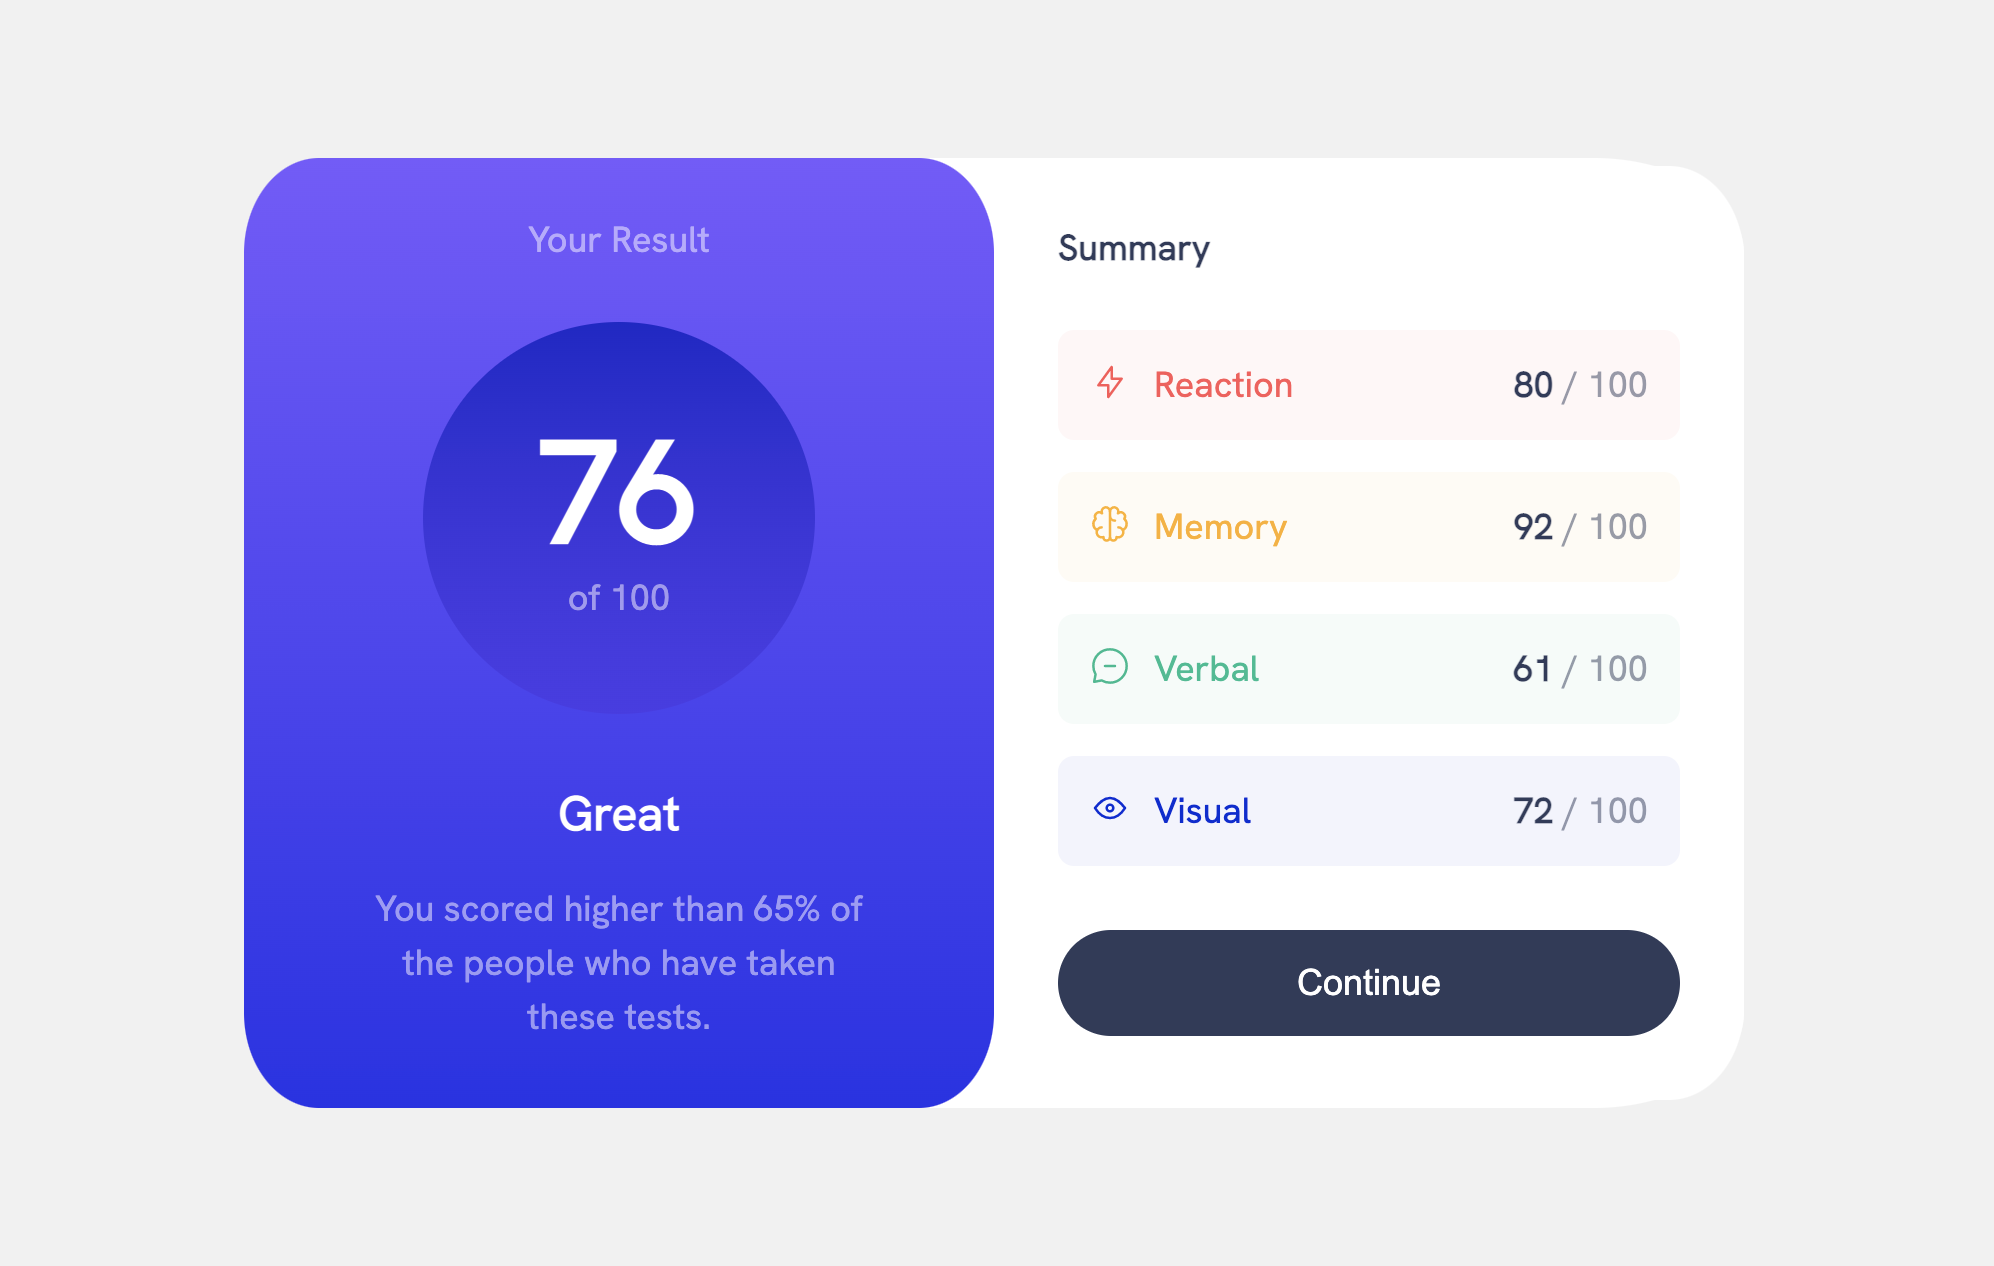 Your Result
76
of 100
Great
You scored higher than 65% of
the people who have taken
these tests.
Summary
Reaction 80 / 100
Memory 92 / 100
Verbal 61 / 100
Visual 72 / 100
Continue